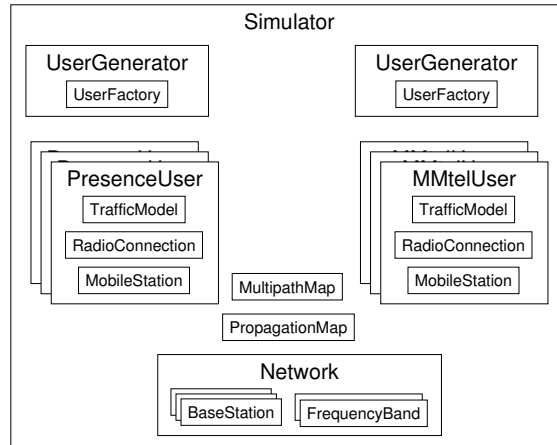 Simulator
UserGenerator
UserFactory
UserGenerator
UserFactory
PresenceUser
TrafficModel
RadioConnection
MobileStation
MMtelUser
TrafficModel
RadioConnection
MobileStation
MultipathMap
PropagationMap
Network
BaseStation
FrequencyBand